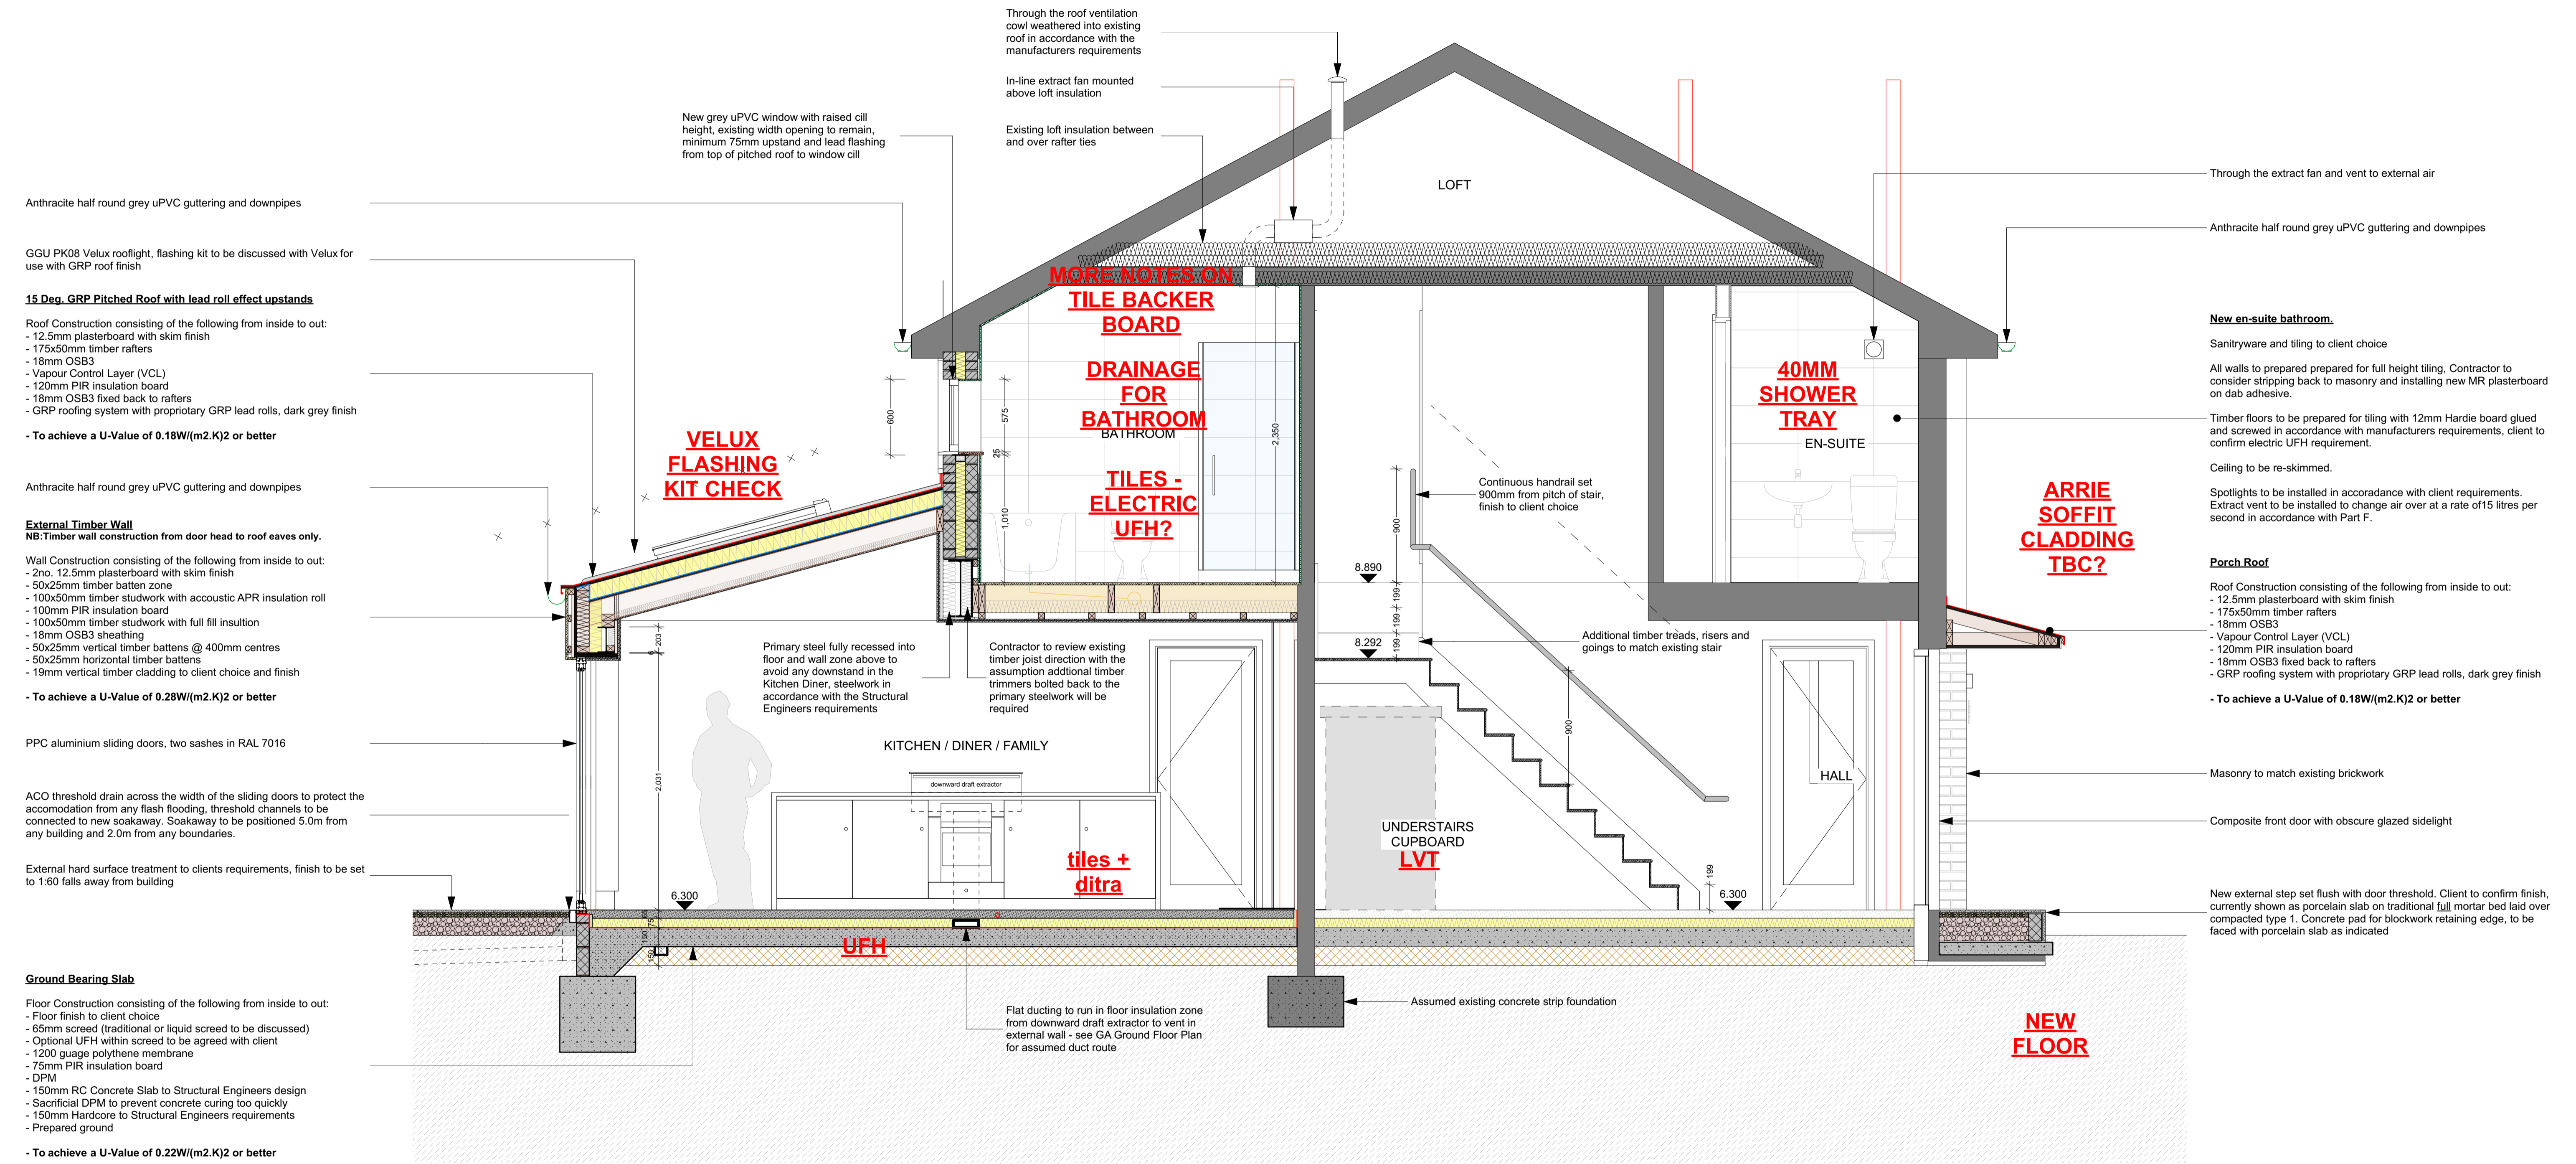 Through the roof ventilation
cowl weathered into existing
roof in accordance with the
manufacturers requirements
In-line extract fan mounted
above loft insulation
Existing loft insulation between
and over rafter ties
New grey uPVC window with raised cill
height, existing width opening to remain,
minimum 75mm upstand and lead flashing
from top of pitched roof to window cill
Anthracite half round grey uPVC guttering and downpipes
GGU PK08 Velux rooflight, flashing kit to be discussed with Velux for
use with GRP roof finish
15 Deg. GRP Pitched Roof with lead roll effect upstands
Roof Construction consisting of the following from inside to out:
- 12.5mm plasterboard with skim finish
- 175x50mm timber rafters
- 18mm OSB3
- Vapour Control Layer (VCL)
- 120mm PIR insulation board
- 18mm OSB3 fixed back to rafters
- GRP roofing system with propriotary GRP lead rolls, dark grey finish
- To achieve a U-Value of 0.18W/(m2.K)2 or better
Anthracite half round grey uPVC guttering and downpipes
External Timber Wall
NB:Timber wall construction from door head to roof eaves only.
Wall Construction consisting of the following from inside to out:
- 2no. 12.5mm plasterboard with skim finish
- 50x25mm timber batten zone
- 100x50mm timber studwork with accoustic APR insulation roll
- 100mm PIR insulation board
- 100x50mm timber studwork with full fill insultion
- 18mm OSB3 sheathing
- 50x25mm vertical timber battens @ 400mm centres
- 50x25mm horizontal timber battens
- 19mm vertical timber cladding to client choice and finish
- To achieve a U-Value of 0.28W/(m2.K)2 or better
PPC aluminium sliding doors, two sashes in RAL 7016
ACO threshold drain across the width of the sliding doors to protect the
accomodation from any flash flooding, threshold channels to be
connected to new soakaway. Soakaway to be positioned 5.0m from
any building and 2.0m from any boundaries.
External hard surface treatment to clients requirements, finish to be set
to 1:60 falls away from building
Ground Bearing Slab
Floor Construction consisting of the following from inside to out:
- Floor finish to client choice
- 65mm screed (traditional or liquid screed to be discussed)
- Optional UFH within screed to be agreed with client
- 1200 guage polythene membrane
- 75mm PIR insulation board
- DPM
- 150mm RC Concrete Slab to Structural Engineers design
- Sacrificial DPM to prevent concrete curing too quickly
- 150mm Hardcore to Structural Engineers requirements
- Prepared ground
- To achieve a U-Value of 0.22W/(m2.K)2 or better
VELUX
FLASHING
KIT CHECK
LOFT
MORE NOTES ON
TILE BACKER
BOARD
DRAINAGE
FOR
BATHROOM
BATHROOM
TILES -
ELECTRIC
UFH?
600
575
25
1,010
2,350
40MM
SHOWER
TRAY
EN-SUITE
Continuous handrail set
900mm from pitch of stair,
finish to client choice
900
8.890
199
199
199
8.292
Additional timber treads, risers and
goings to match existing stair
900
Primary steel fully recessed into
floor and wall zone above to
avoid any downstand in the
Kitchen Diner, steelwork in
accordance with the Structural
Engineers requirements
Contractor to review existing
timber joist direction with the
assumption addtional timber
trimmers bolted back to the
primary steelwork will be
required
203
6
2,031
KITCHEN / DINER / FAMILY
downward draft extractor
tiles +
ditra
6.300
65
75
150
150
UFH
UNDERSTAIRS
CUPBOARD
LVT
HALL
199
6.300
Flat ducting to run in floor insulation zone
from downward draft extractor to vent in
external wall - see GA Ground Floor Plan
for assumed duct route
Assumed existing concrete strip foundation
ARRIE
SOFFIT
CLADDING
TBC?
NEW
FLOOR
Through the extract fan and vent to external air
Anthracite half round grey uPVC guttering and downpipes
New en-suite bathroom.
Sanitryware and tiling to client choice
All walls to prepared prepared for full height tiling, Contractor to
consider stripping back to masonry and installing new MR plasterboard
on dab adhesive.
Timber floors to be prepared for tiling with 12mm Hardie board glued
and screwed in accordance with manufacturers requirements, client to
confirm electric UFH requirement.
Ceiling to be re-skimmed.
Spotlights to be installed in accoradance with client requirements.
Extract vent to be installed to change air over at a rate of15 litres per
second in accordance with Part F.
Porch Roof
Roof Construction consisting of the following from inside to out:
- 12.5mm plasterboard with skim finish
- 175x50mm timber rafters
- 18mm OSB3
- Vapour Control Layer (VCL)
- 120mm PIR insulation board
- 18mm OSB3 fixed back to rafters
- GRP roofing system with propriotary GRP lead rolls, dark grey finish
- To achieve a U-Value of 0.18W/(m2.K)2 or better
Masonry to match existing brickwork
Composite front door with obscure glazed sidelight
New external step set flush with door threshold. Client to confirm finish,
currently shown as porcelain slab on traditional full mortar bed laid over
compacted type 1. Concrete pad for blockwork retaining edge, to be
faced with porcelain slab as indicated